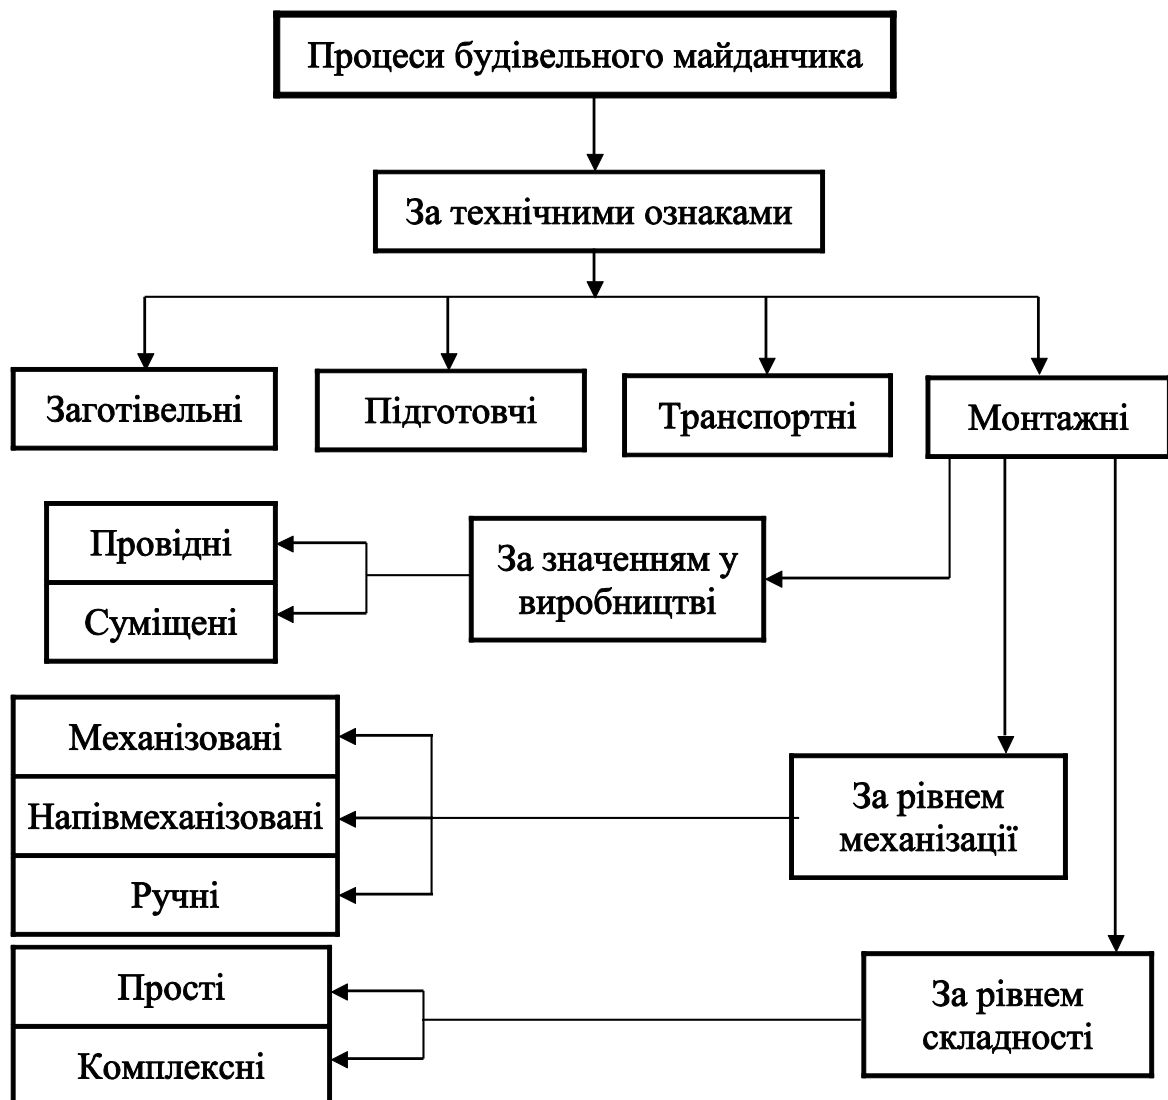 Процеси будівельного майданчика
За технічними ознаками
Заготівельні
Підготовчі
Транспортні
Монтажні
Провідні
Суміщені
За значенням у
виробництві
Механізовані
Напівмеханізовані
Ручні
За рівнем
механізації
Прості
Комплексні
За рівнем
складності